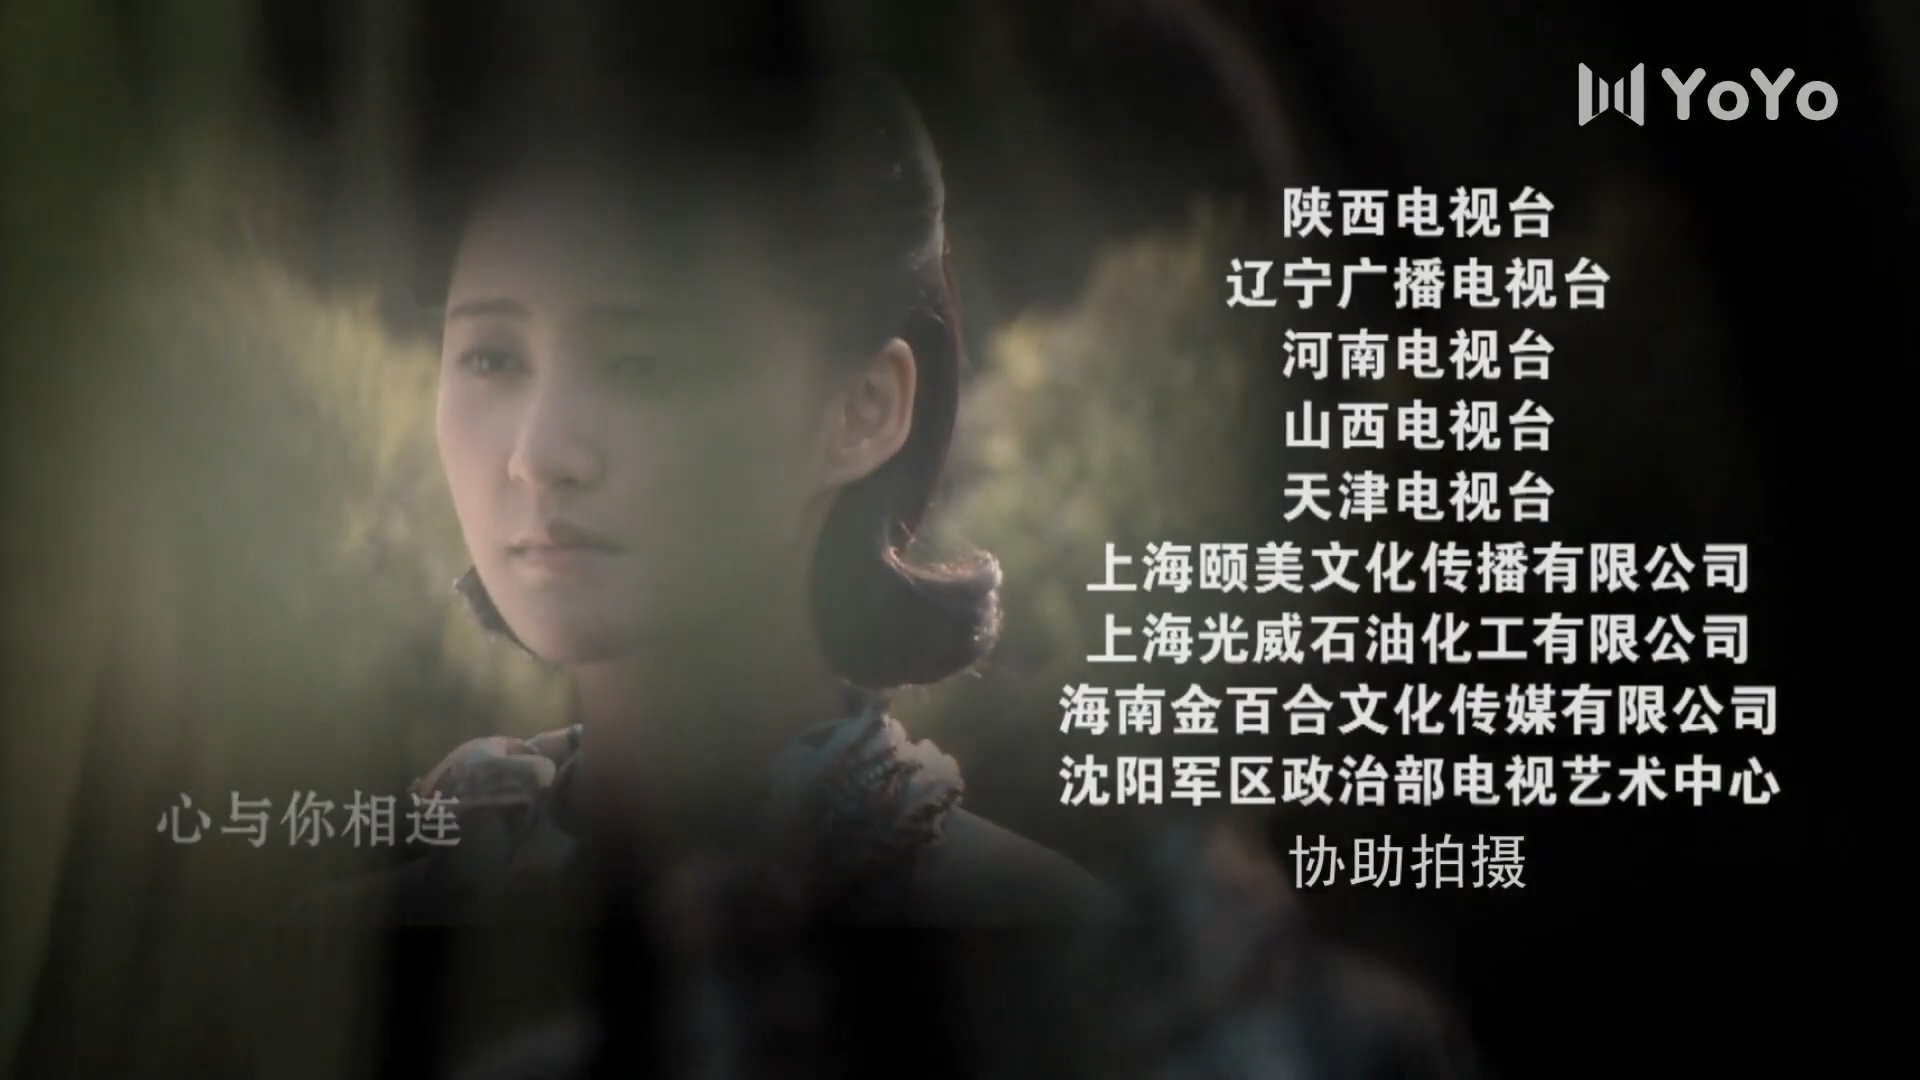 YoYo
陕西电视台
辽宁广播电视台
河南电视台
山西电视台
天津电视台
上海颐美文化传播有限公司
上海光威石油化工有限公司
海南金百合文化传媒有限公司
沈阳军区政治部电视艺术中心
协助拍摄
心与你相连